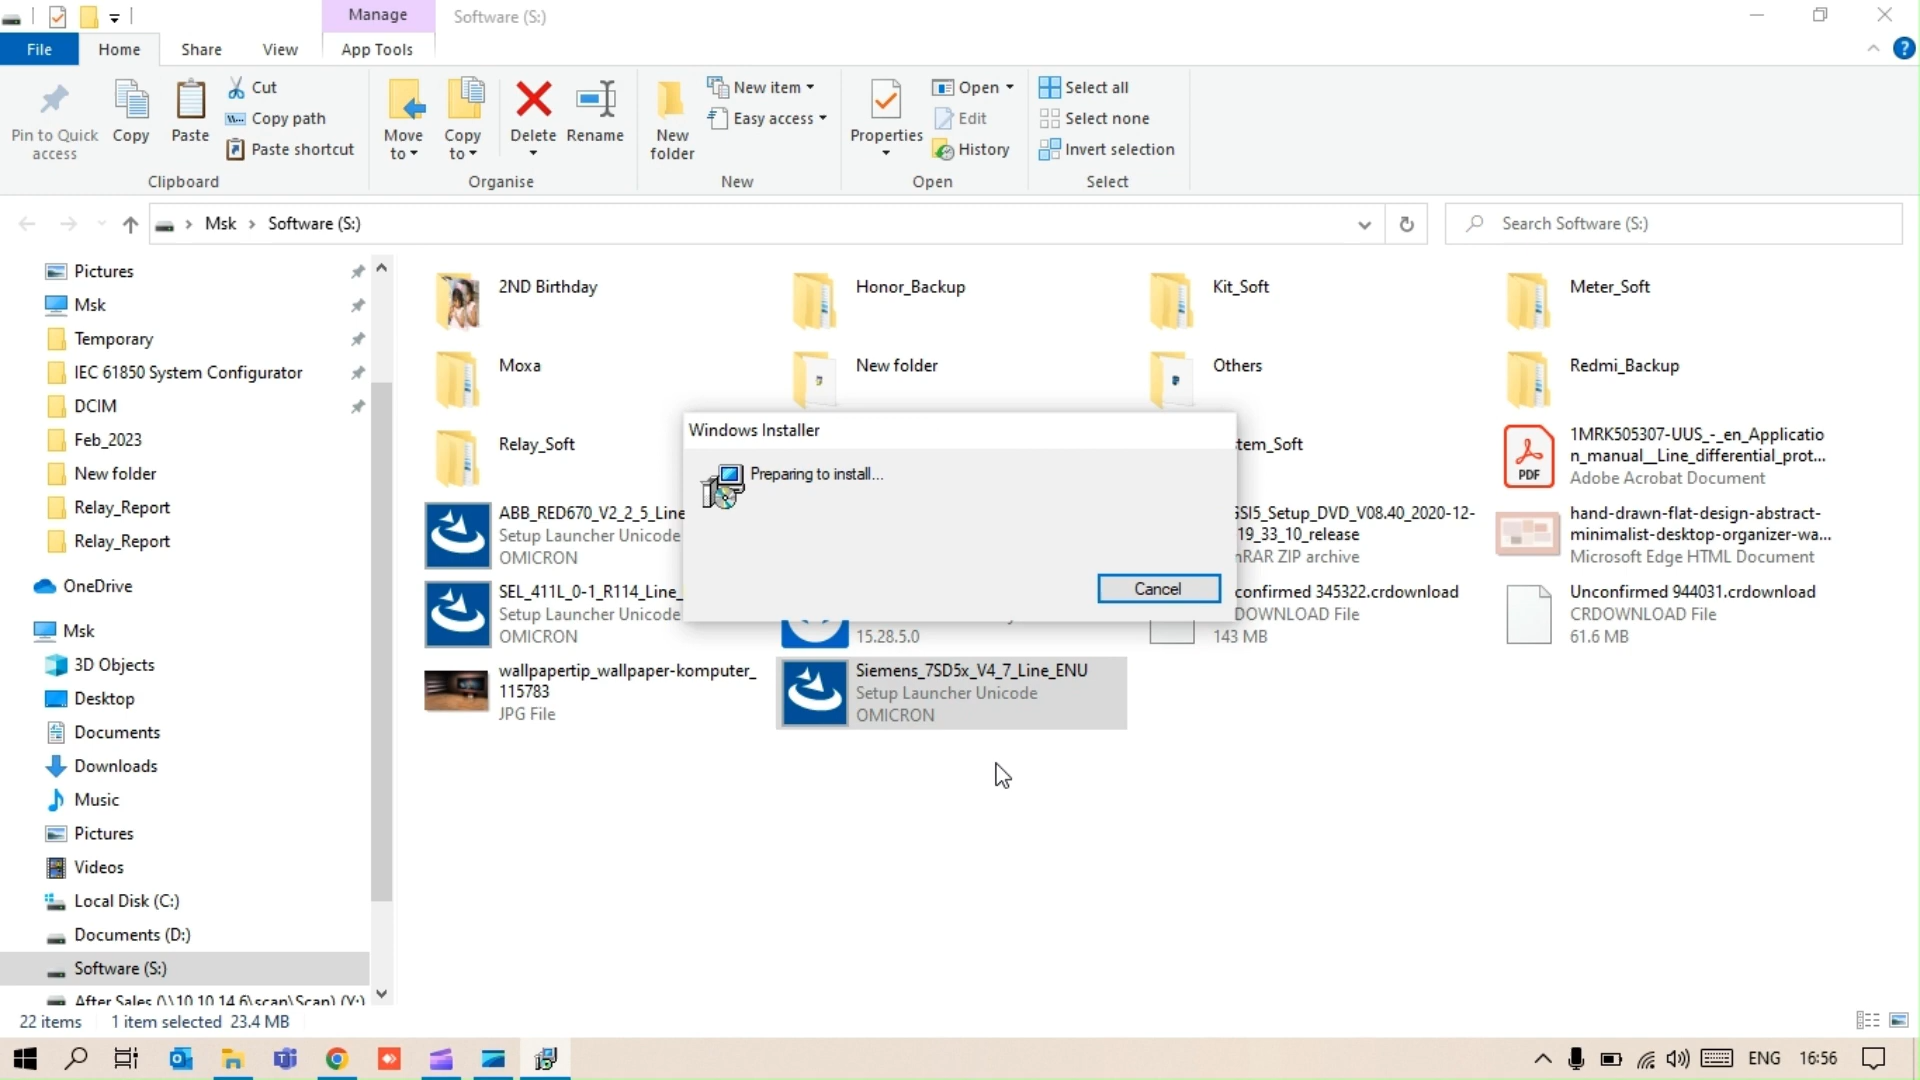 Manage
Software (S:)
File
Home
Share
View
App Tools
Pin to Quick
access
Copy
Paste
Cut
Copy path
Paste shortcut
Clipboard
Move
to
Copy
to
Delete
Rename
Organise
New
folder
New item
Easy access
New
Properties
Open
Edit
History
Open
Select all
Select none
Invert selection
Select
Msk
Software (S:)
Search Software (S:)
Pictures
Msk
Temporary
IEC 61850 System Configurator
DCIM
Feb_2023
New folder
Relay_Report
Relay_Report
OneDrive
Msk
3D Objects
Desktop
Documents
Downloads
Music
Pictures
Videos
Local Disk (C:)
Documents (D:)
Software (S:)
After Sales (\\10.10.14.6\scan\Scan) (Y:)
2ND Birthday
Honor_Backup
Kit_Soft
Meter_Soft
Moxa
New folder
Others
Redmi_Backup
Relay_Soft
stem_Soft
1MRK505307-UUS_-_en_Applicatio
n_manual__Line_differential_prot...
Adobe Acrobat Document
PDF
ABB_RED670_V2_2_5_Line
Setup Launcher Unicode
OMICRON
GSI5_Setup_DVD_V08.40_2020-12-
19_33_10_release
nRAR ZIP archive
hand-drawn-flat-design-abstract-
minimalist-desktop-organizer-wa...
Microsoft Edge HTML Document
SEL_411L_0-1_R114_Line_
Setup Launcher Unicode
OMICRON
15.28.5.0
confirmed 345322.crdownload
DOWNLOAD File
143 MB
Unconfirmed 944031.crdownload
CRDOWNLOAD File
61.6 MB
wallpapertip_wallpaper-komputer_
115783
JPG File
Siemens_7SD5x_V4_7_Line_ENU
Setup Launcher Unicode
OMICRON
Windows Installer
Preparing to install...
Cancel
22 items
1 item selected 23.4 MB
ENG
16:56